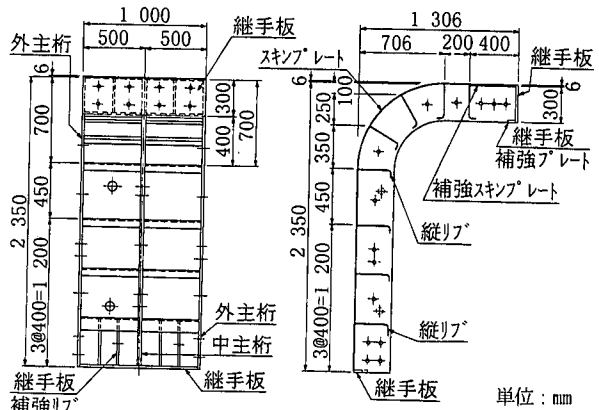 1 000
500
500
継手板
外主桁
6
300
700
400
700
450
2 350
3@400=1 200
外主桁
中主桁
継手板
継手板
補強リブ
1 306
706
200
400
スキンプレート
継手板
6
100
250
6
300
350
継手板
補強プレート
450
補強スキンプレート
2 350
縦リブ
3@400=1 200
縦リブ
継手板
単位:mm